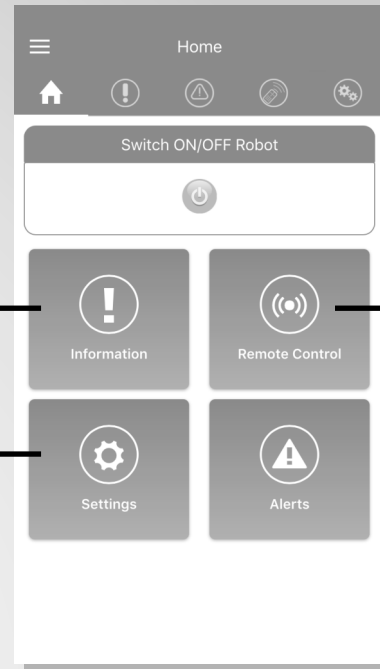 Home
Switch ON/OFF Robot
Information
Remote Control
Settings
Alerts